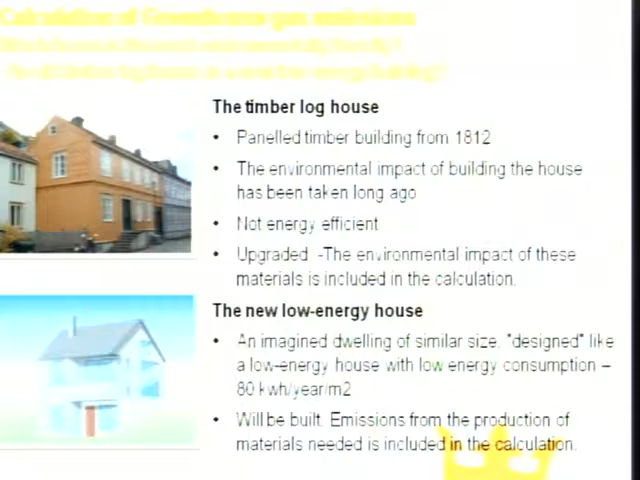 Calculation of Greenhouse gas emissions
The timber log house
• Panelled timber building from 1812
• The environmental impact of building the house
has been taken long ago
• Not energy efficient
• Upgraded -The environmental impact of these
materials is included in the calculation.
The new low-energy house
• An imagined dwelling of similar size, "designed" like
a low-energy house with low energy consumption –
80 kwh/year/m2
• Will be built. Emissions from the production of
materials needed is included in the calculation.